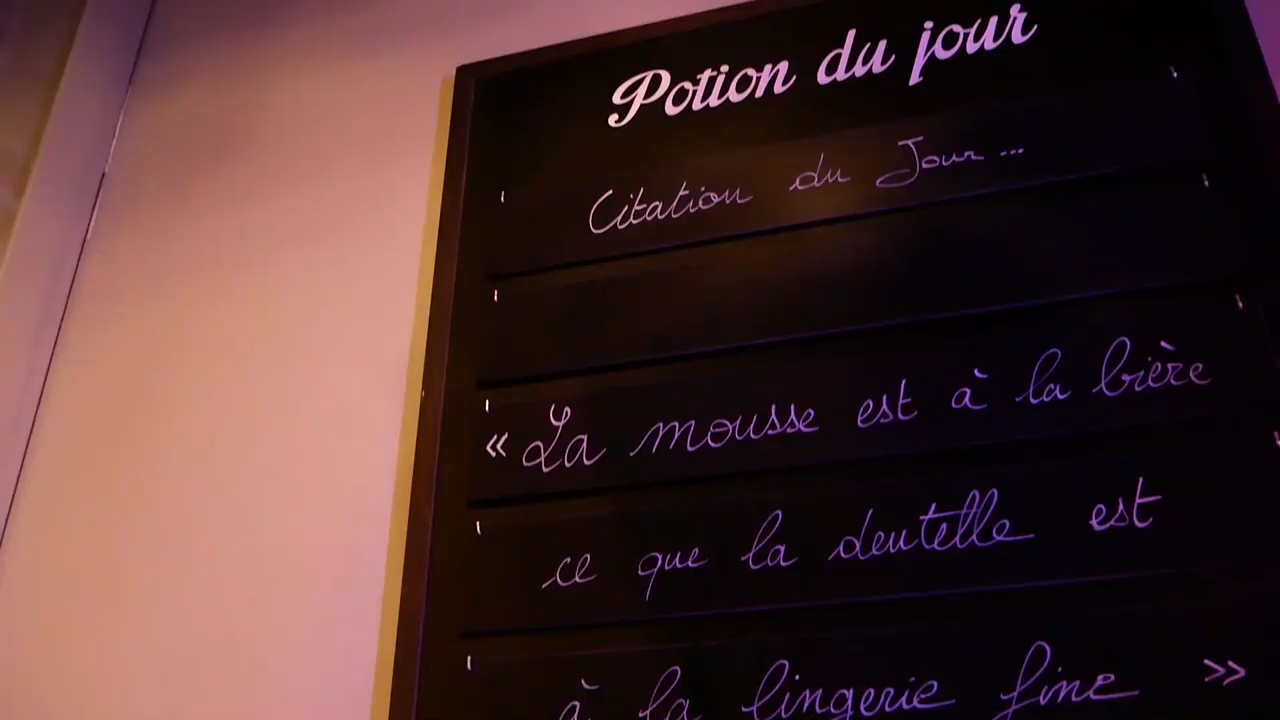 Potion du jour
Citation du Jour...
« La mousse est à la bière
ce que la dentelle est
à la lingerie fine »